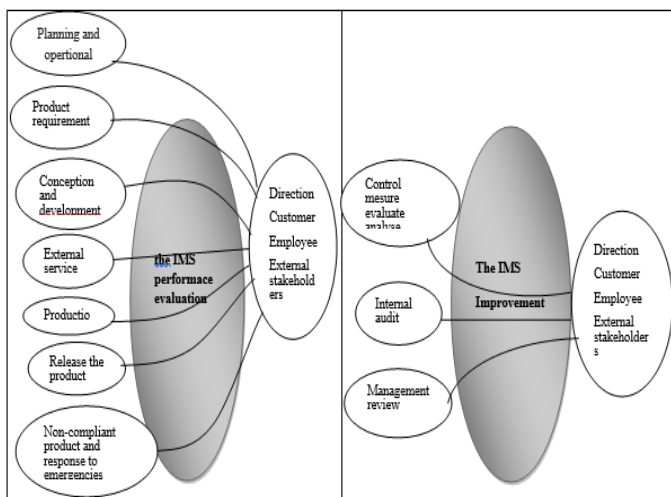 Planning and
opertional
Product
requirement
Conception
and
development
External
service
Productio
Release the
product
Non-compliant
product and
response to
emergencies
the IMS
performace
evaluation
Direction
Customer
Employee
External
stakehold
ers
Control
mesure
evaluate
analyse
Internal
audit
Management
review
The IMS
Improvement
Direction
Customer
Employee
External
stakeholder
s